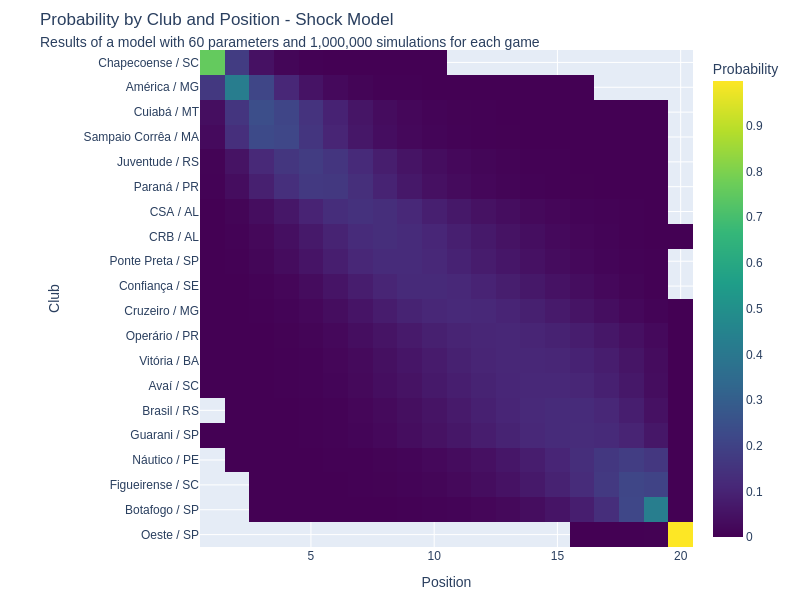 Probability by Club and Position - Shock Model
Results of a model with 60 parameters and 1,000,000 simulations for each game
Probability
Chapecoense / SC
América / MG
Cuiabá / MT
Sampaio Corrêa / MA
Juventude / RS
Paraná / PR
CSA / AL
CRB / AL
Ponte Preta / SP
Confiança / SE
Cruzeiro / MG
Operário / PR
Vitória / BA
Avaí / SC
Brasil / RS
Guarani / SP
Náutico / PE
Figueirense / SC
Botafogo / SP
Oeste / SP
Club
5
10
15
20
Position
0.9
0.8
0.7
0.6
0.5
0.4
0.3
0.2
0.1
0